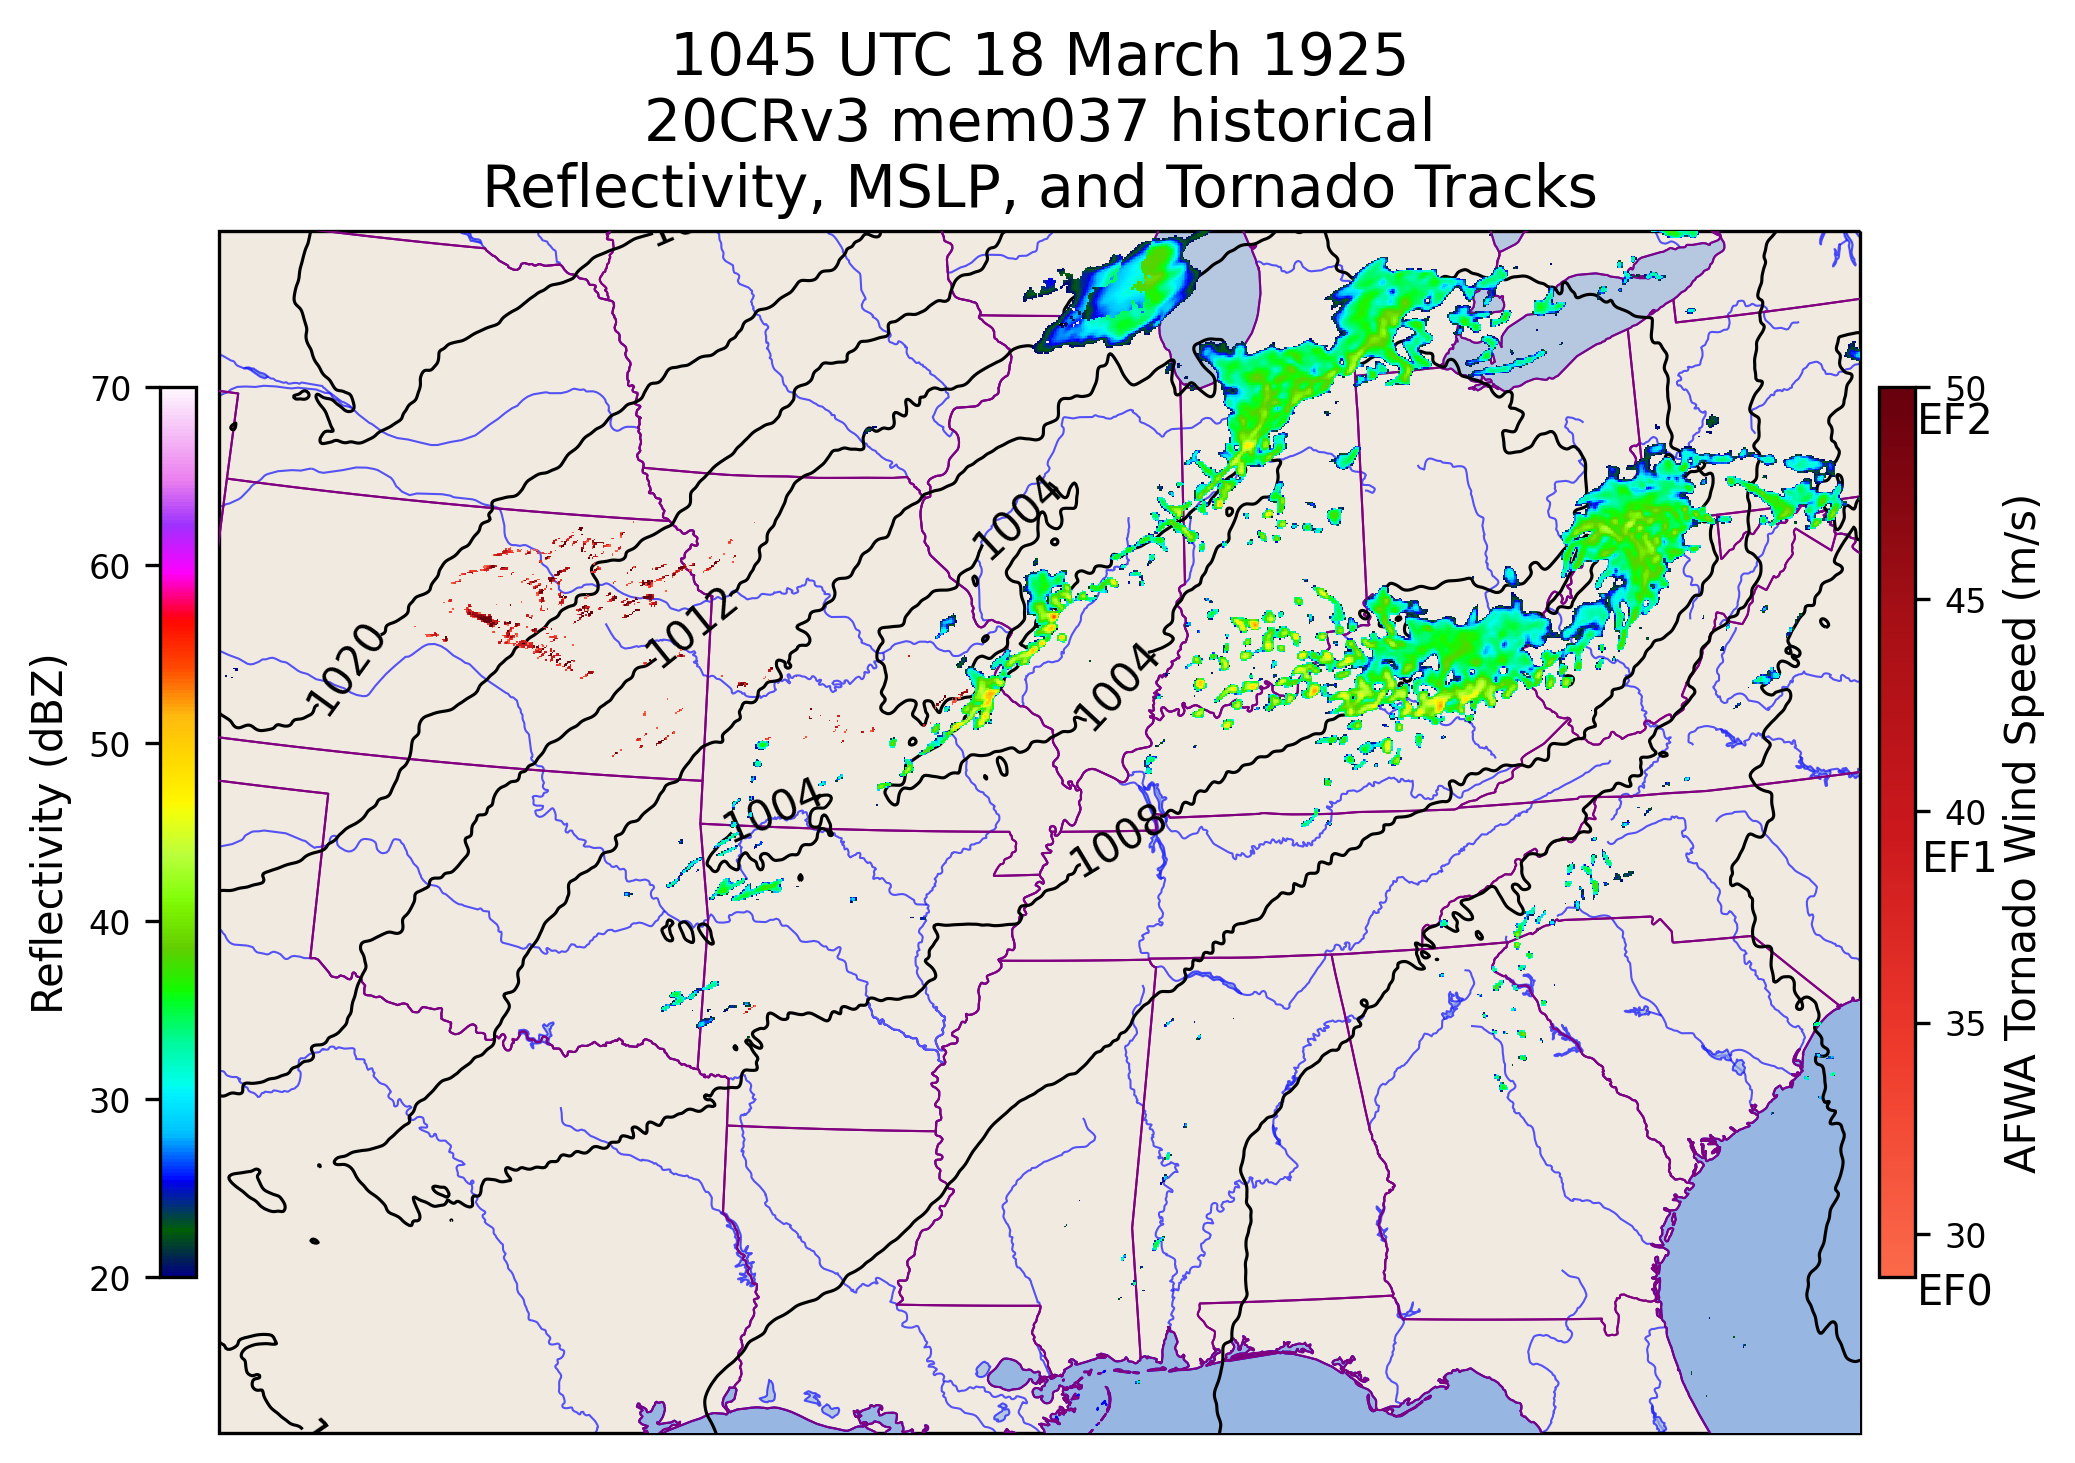 1045 UTC 18 March 1925
20CRv3 mem037 historical
Reflectivity, MSLP, and Tornado Tracks
70
60
50
40
30
20
Reflectivity (dBZ)
1020
1012
1004
1004
1004
1008
50
EF2
45
40
EF1
35
30
EF0
AFWA Tornado Wind Speed (m/s)